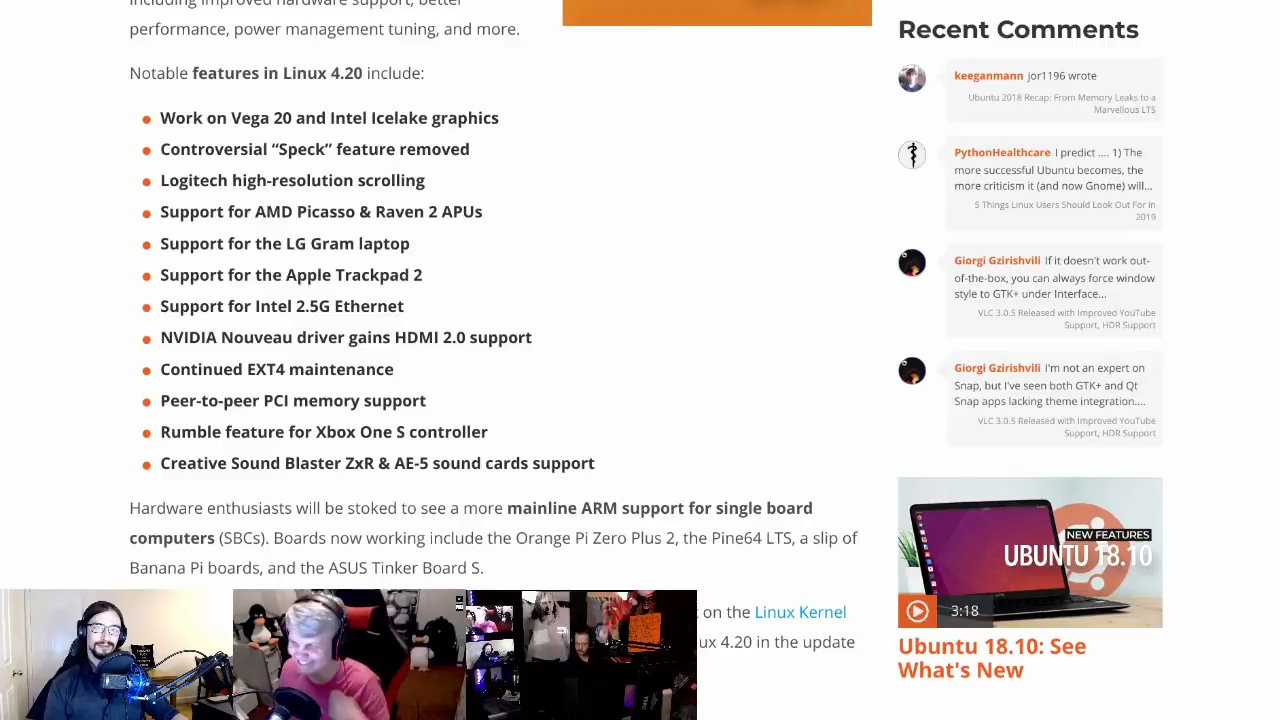 including improved hardware support, better
performance, power management tuning, and more.
Notable features in Linux 4.20 include:
Work on Vega 20 and Intel Icelake graphics
Controversial “Speck” feature removed
Logitech high-resolution scrolling
Support for AMD Picasso & Raven 2 APUs
Support for the LG Gram laptop
Support for the Apple Trackpad 2
Support for Intel 2.5G Ethernet
NVIDIA Nouveau driver gains HDMI 2.0 support
Continued EXT4 maintenance
Peer-to-peer PCI memory support
Rumble feature for Xbox One S controller
Creative Sound Blaster ZxR & AE-5 sound cards support
Hardware enthusiasts will be stoked to see a more mainline ARM support for single board
computers (SBCs). Boards now working include the Orange Pi Zero Plus 2, the Pine64 LTS, a slip of
Banana Pi boards, and the ASUS Tinker Board S.
on the Linux Kernel
ux 4.20 in the update
Recent Comments
keeganmann jor1196 wrote
Ubuntu 2018 Recap: From Memory Leaks to a
Marvellous LTS
PythonHealthcare I predict .... 1) The
more successful Ubuntu becomes, the
more criticism it (and now Gnome) will...
5 Things Linux Users Should Look Out For in
2019
Giorgi Gzirishvili If it doesn't work out-
of-the-box, you can always force window
style to GTK+ under Interface...
VLC 3.0.5 Released with Improved YouTube
Support, HDR Support
Giorgi Gzirishvili I'm not an expert on
Snap, but I've seen both GTK+ and Qt
Snap apps lacking theme integration....
VLC 3.0.5 Released with Improved YouTube
Support, HDR Support
NEW FEATURES
UBUNTU 18.10
3:18
Ubuntu 18.10: See
What's New